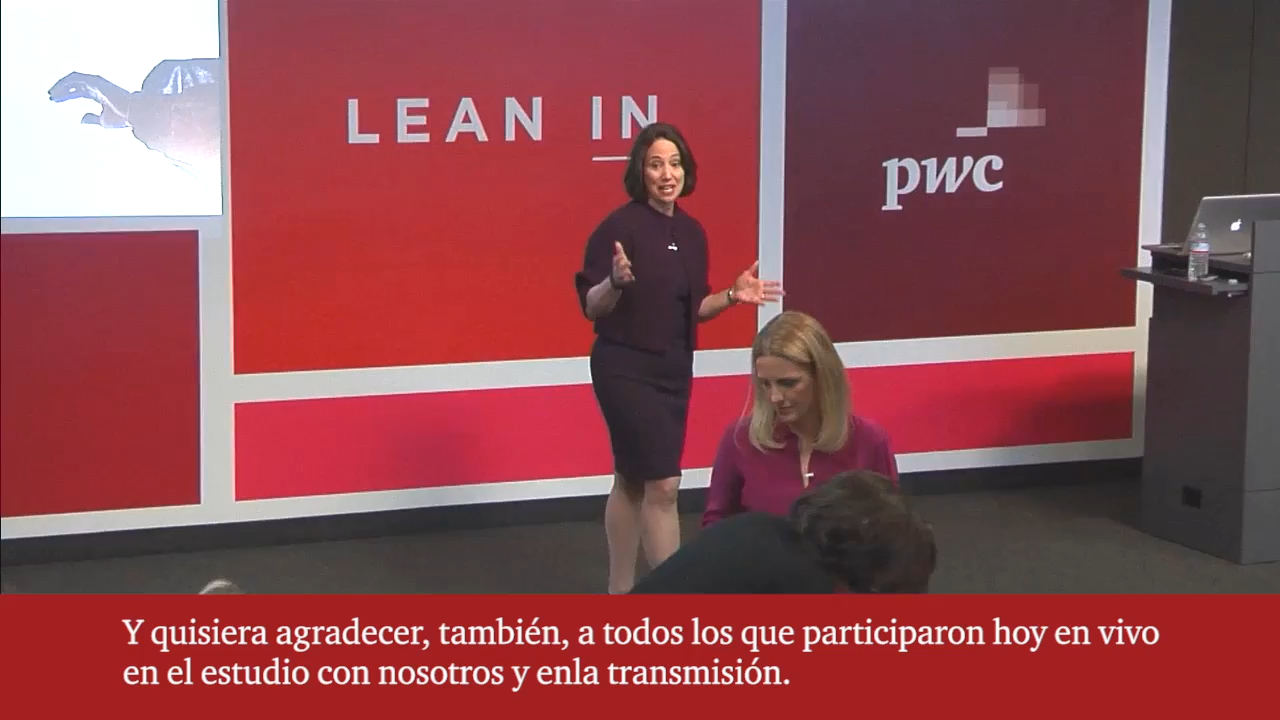 LEAN IN
pwc
Y quisiera agradecer, también, a todos los que participaron hoy en vivo
en el estudio con nosotros y enla transmisión.